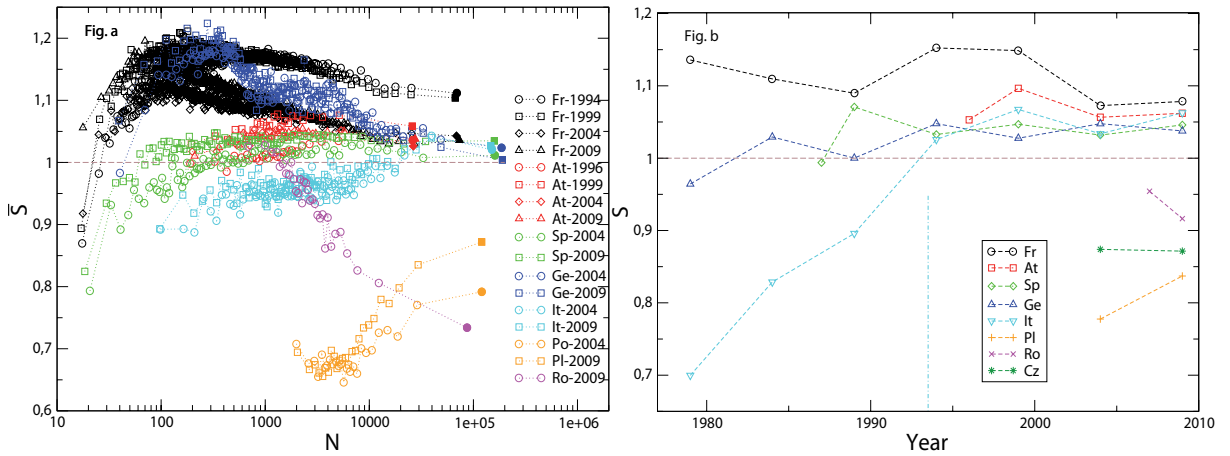 Fig. a
1,2
1,1
1
0,9
0,8
0,7
0,6
S
10
100
1000
10000
1e+05
1e+06
N
Fr-1994
Fr-1999
Fr-2004
Fr-2009
At-1996
At-1999
At-2004
At-2009
Sp-2004
Sp-2009
Ge-2004
Ge-2009
It-2004
It-2009
Po-2004
Pl-2009
Ro-2009
Fig. b
1,2
1,1
1
0,9
0,8
0,7
0,6
S
1980
1990
2000
2010
Year
Fr
At
Sp
Ge
It
Pl
Ro
Cz